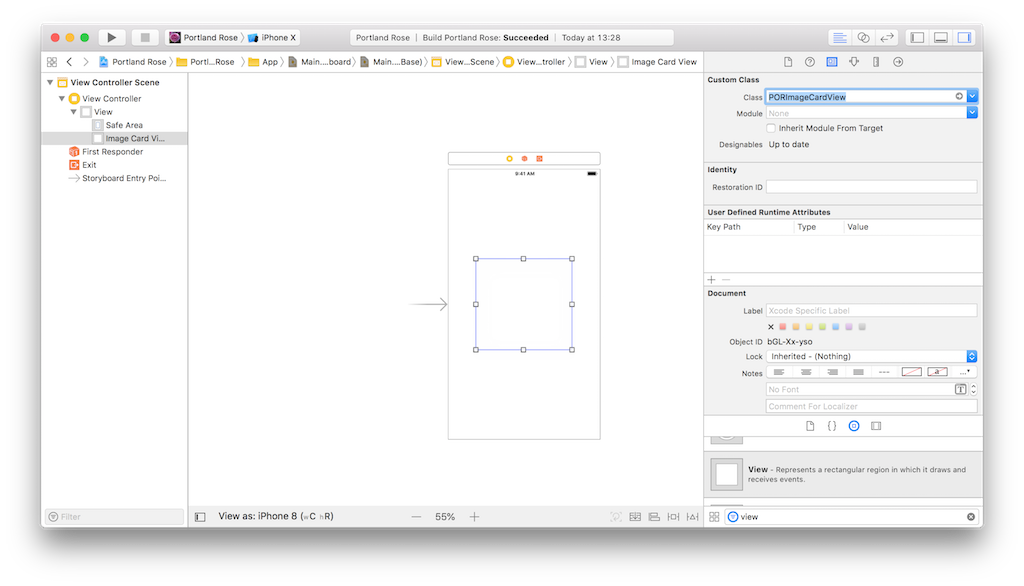 Portland Rose iPhone X
Portland Rose | Build Portland Rose: Succeeded | Today at 13:28
Portland Rose Portl...Rose App Main....board Main....Base) View...Scene View...troller View Image Card View
View Controller Scene
View Controller
View
Safe Area
Image Card Vi...
First Responder
Exit
Storyboard Entry Poi...
Filter
9:41 AM
View as: iPhone 8 (wC hR)
55%
Custom Class
Class PORImageCardView
Module None
Inherit Module From Target
Designables Up to date
Identity
Restoration ID
User Defined Runtime Attributes
Key Path Type Value
Document
Label Xcode Specific Label
Object ID bGL-Xx-yso
Lock Inherited - (Nothing)
Notes
No Font
Comment For Localizer
View - Represents a rectangular region in which it draws and
receives events.
view